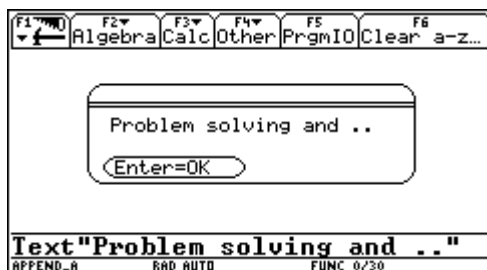 F1 F2 F3 F4 F5 F6
Algebra Calc Other PrgmIO Clear a-z…
Problem solving and ..
Enter=OK
Text"Problem solving and .."
APPEND_A RAD AUTO FUNC 0/30